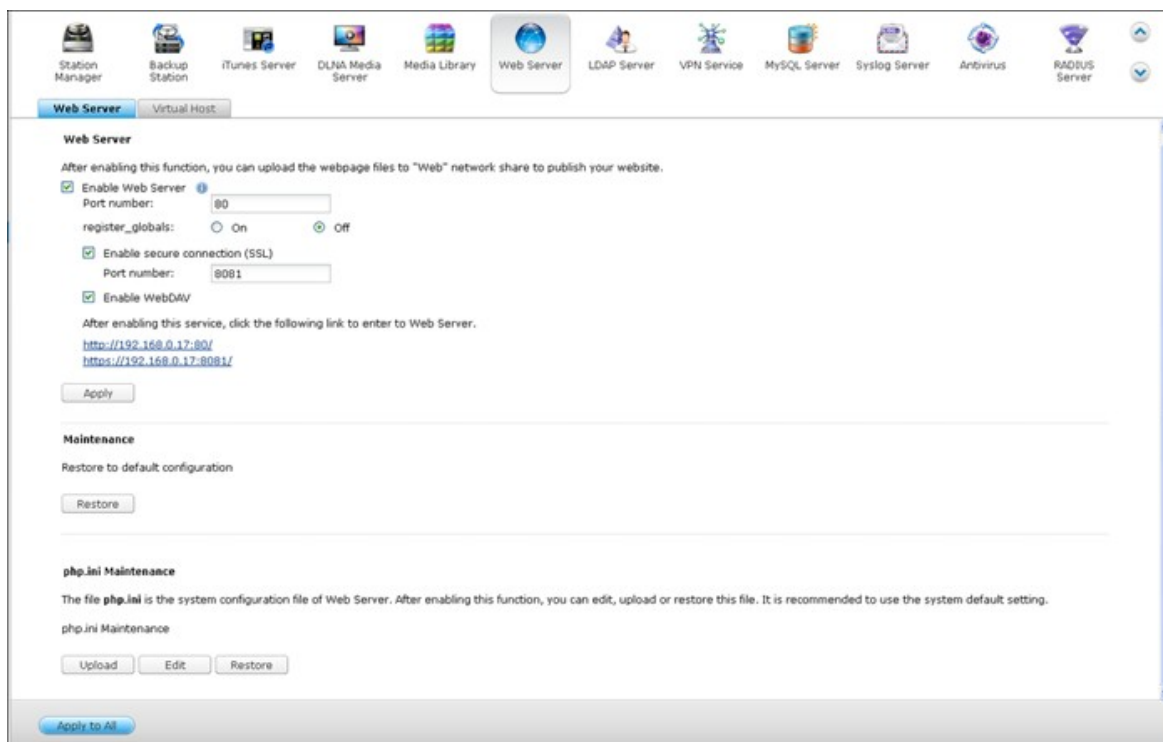 Station Manager
Backup Station
iTunes Server
DLNA Media Server
Media Library
Web Server
LDAP Server
VPN Service
MySQL Server
Syslog Server
Antivirus
RADIUS Server
Web Server
Virtual Host
Web Server
After enabling this function, you can upload the webpage files to "Web" network share to publish your website.
Enable Web Server
Port number: 80
register_globals: On Off
Enable secure connection (SSL)
Port number: 8081
Enable WebDAV
After enabling this service, click the following link to enter to Web Server.
http://192.168.0.17:80/
https://192.168.0.17:8081/
Apply
Maintenance
Restore to default configuration
Restore
php.ini Maintenance
The file php.ini is the system configuration file of Web Server. After enabling this function, you can edit, upload or restore this file. It is recommended to use the system default setting.
php.ini Maintenance
Upload Edit Restore
Apply to All